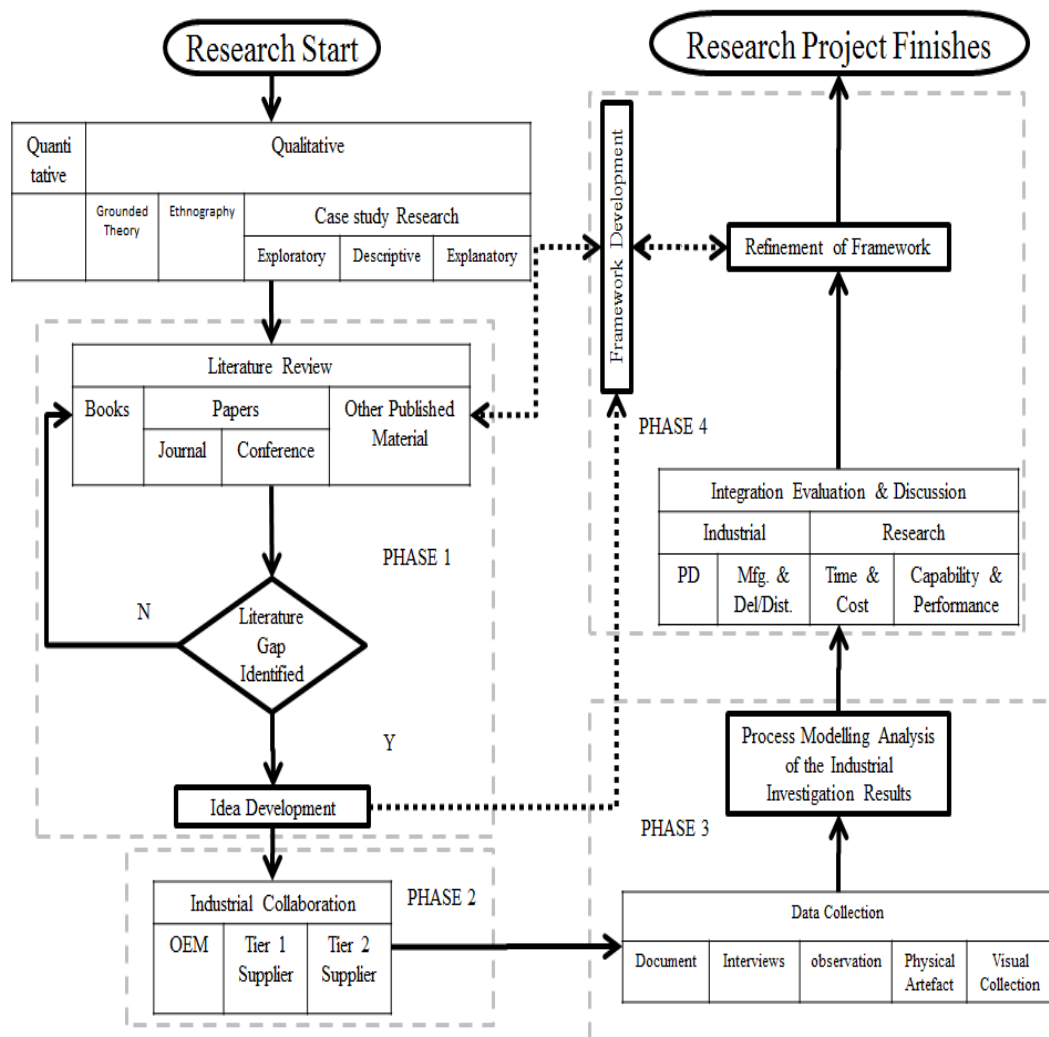 Research Start
Quanti
tative
Qualitative
Grounded
Theory
Ethnography
Case study Research
Exploratory
Descriptive
Explanatory
Literature Review
Books
Papers
Journal
Conference
Other Published
Material
PHASE 1
N
Literature
Gap
Identified
Y
Idea Development
PHASE 2
Industrial Collaboration
OEM
Tier 1
Supplier
Tier 2
Supplier
Research Project Finishes
Framework Development
Refinement of Framework
PHASE 4
Integration Evaluation & Discussion
Industrial
Research
PD
Mfg. &
Del/Dist.
Time &
Cost
Capability &
Performance
Process Modelling Analysis
of the Industrial
Investigation Results
PHASE 3
Data Collection
Document
Interviews
observation
Physical
Artefact
Visual
Collection